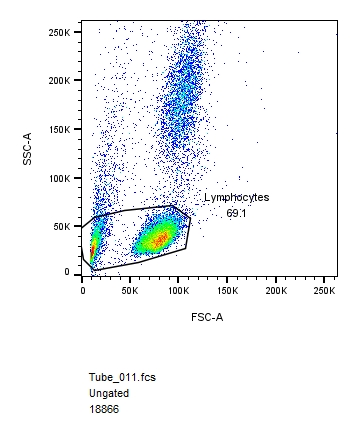 250K
200K
150K
100K
50K
0
SSC-A
Lymphocytes
69.1
0 50K 100K 150K 200K 250K
FSC-A
Tube_011.fcs
Ungated
18866